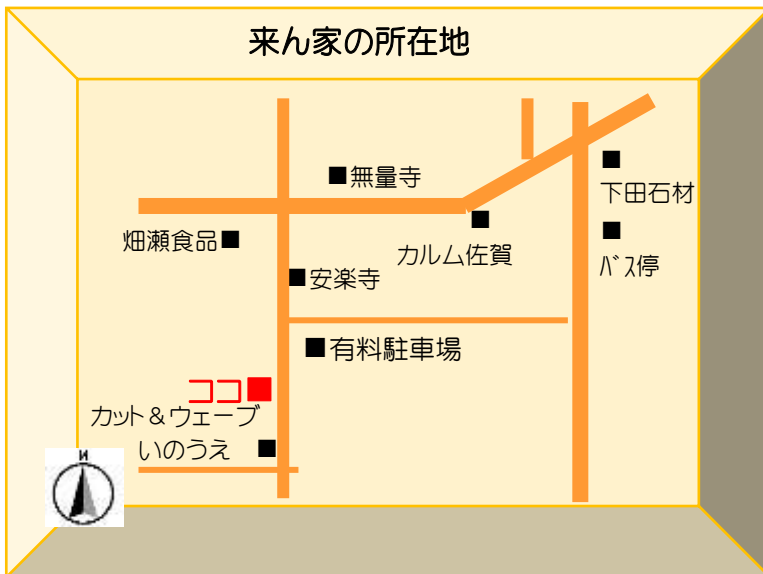 来ん家の所在地
■無量寺
下田石材
畑瀬食品■
カルム佐賀
バス停
■安楽寺
■有料駐車場
ココ■
カット＆ウェーブ
いのうえ ■
N